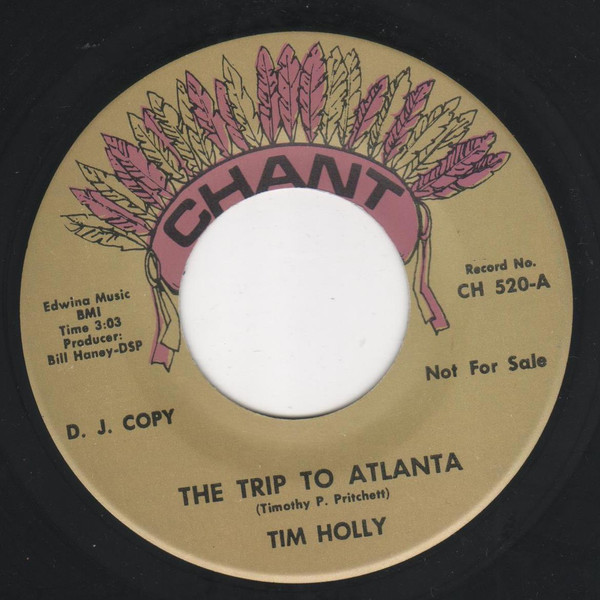 CHANT
Edwina Music
BMI
Time 3:03
Producer:
Bill Haney-DSP
Record No.
CH 520-A
Not For Sale
D. J. COPY
THE TRIP TO ATLANTA
(Timothy P. Pritchett)
TIM HOLLY